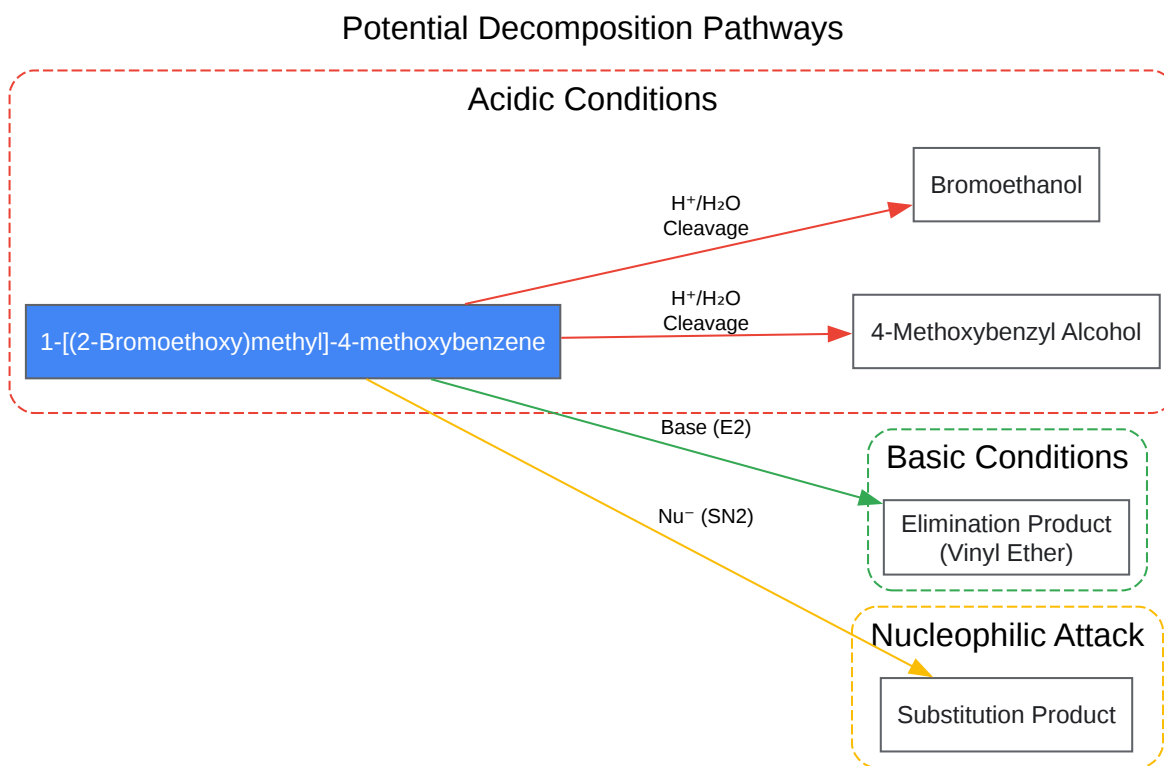 Potential Decomposition Pathways
Acidic Conditions
Bromoethanol
H⁺/H₂O
Cleavage
H⁺/H₂O
Cleavage
1-[(2-Bromoethoxy)methyl]-4-methoxybenzene
4-Methoxybenzyl Alcohol
Base (E2)
Basic Conditions
Elimination Product
(Vinyl Ether)
Nu⁻ (SN2)
Nucleophilic Attack
Substitution Product